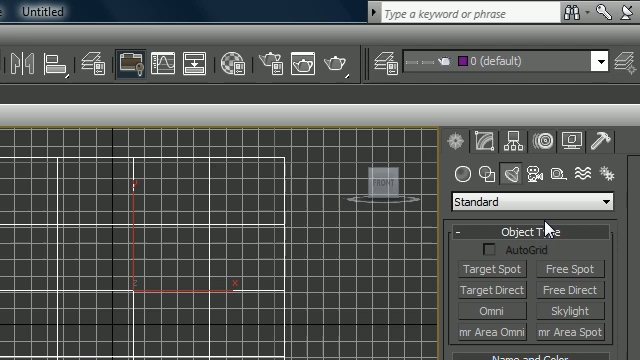 Untitled
Type a keyword or phrase
0 (default)
FRONT
Standard
- Object Type
AutoGrid
Target Spot Free Spot
Target Direct Free Direct
Omni Skylight
mr Area Omni mr Area Spot
Name and Color
x